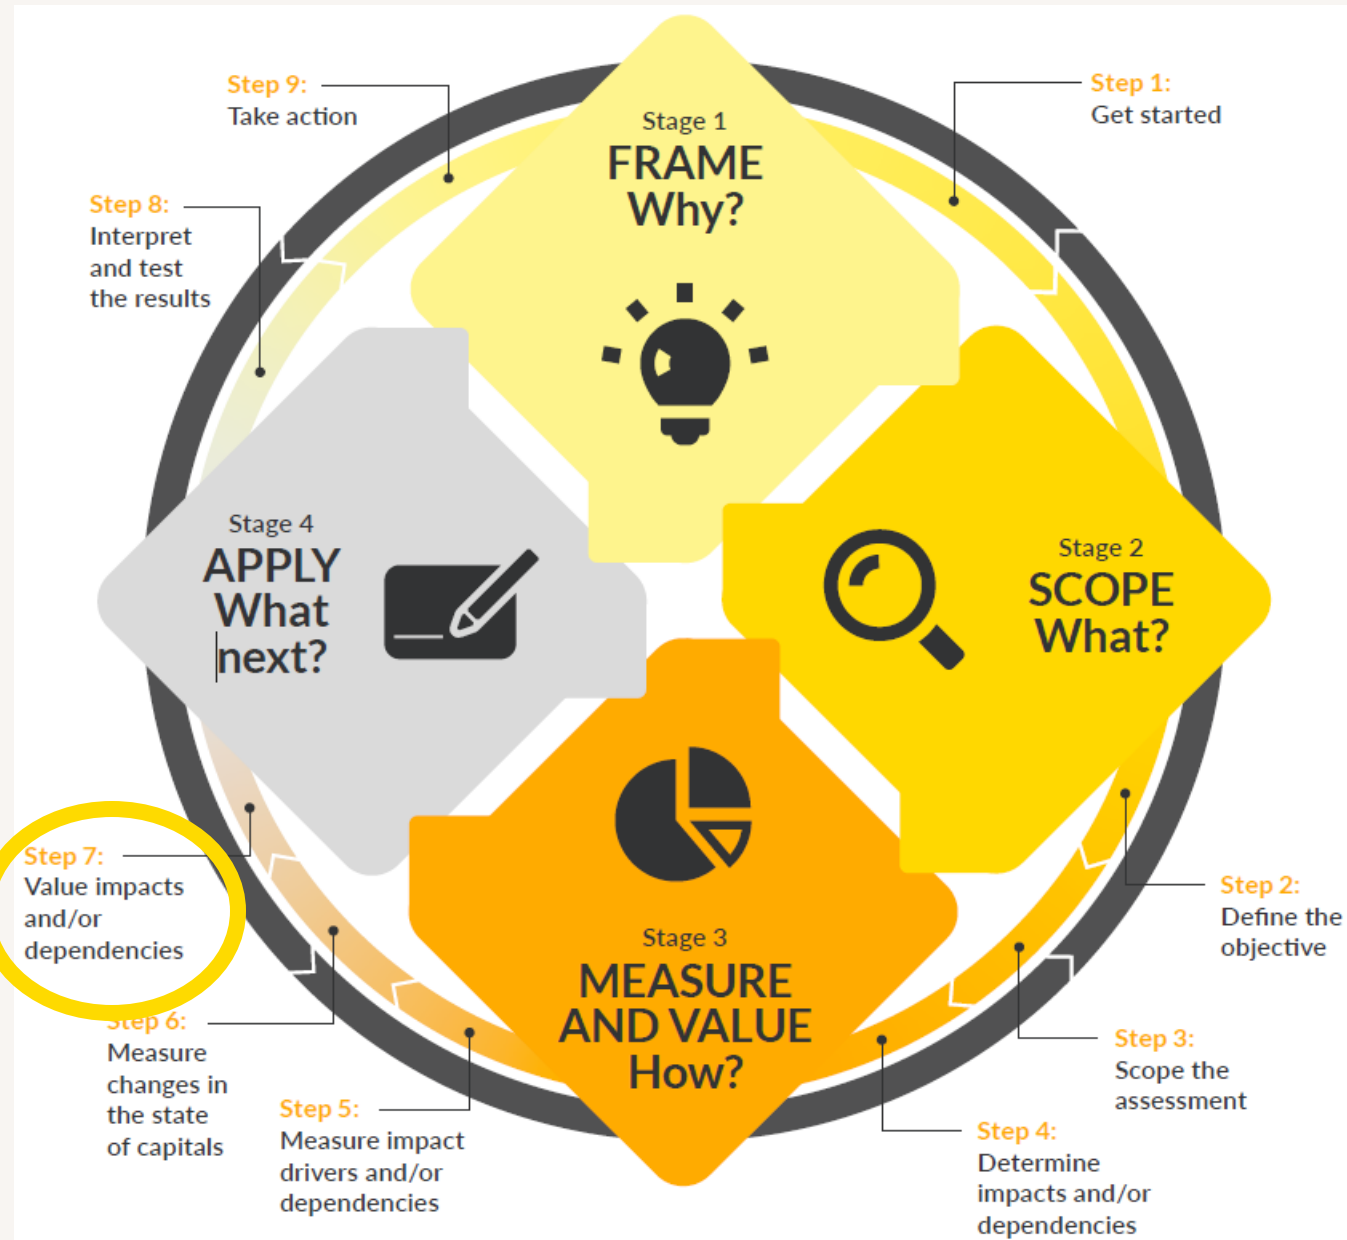 Stage 1
FRAME
Why?
Step 1:
Get started
Stage 2
SCOPE
What?
Step 2:
Define the
objective
Step 3:
Scope the
assessment
Step 4:
Determine
impacts and/or
dependencies
Stage 3
MEASURE
AND VALUE
How?
Step 5:
Measure impact
drivers and/or
dependencies
Step 6:
Measure
changes in
the state
of capitals
Step 7:
Value impacts
and/or
dependencies
Stage 4
APPLY
What
next?
Step 8:
Interpret
and test
the results
Step 9:
Take action